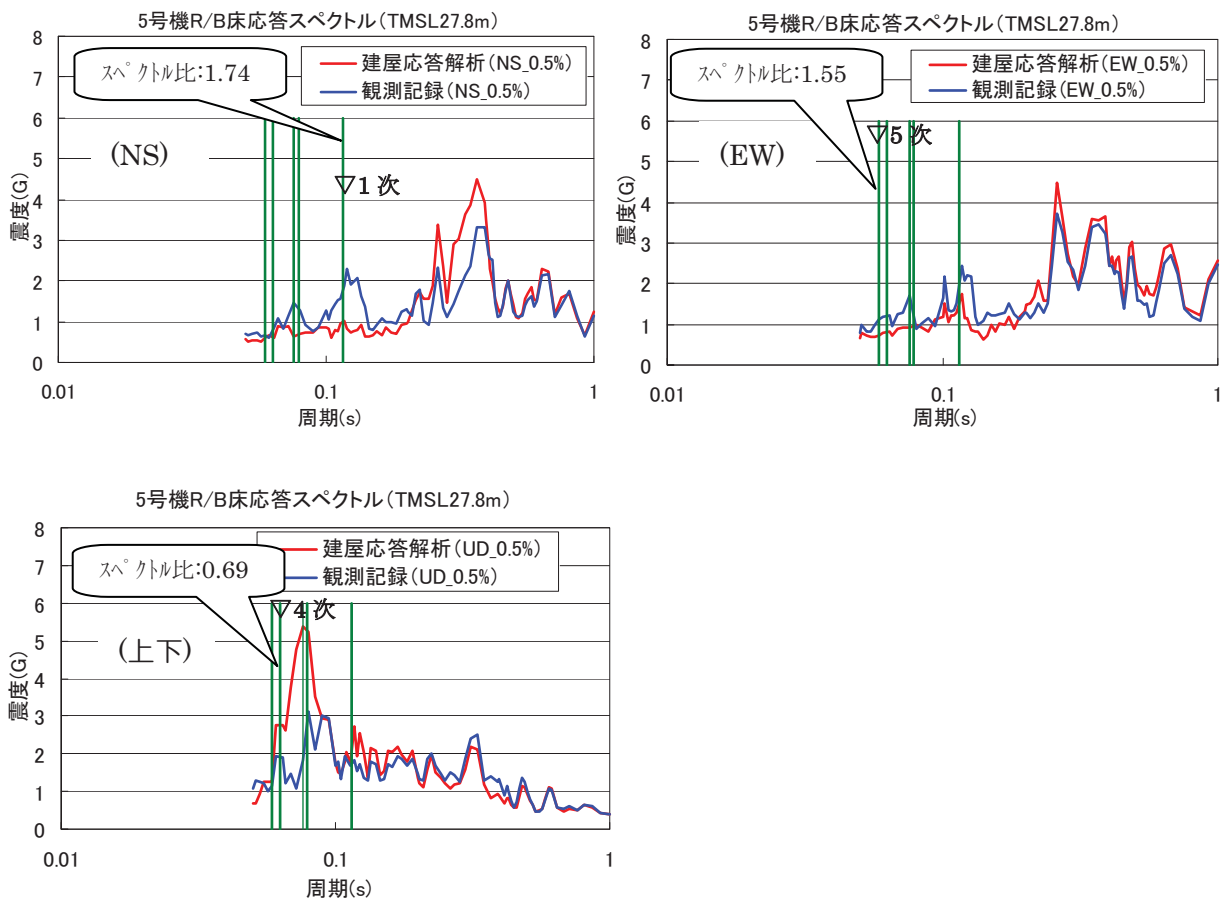 5号機R/B床応答スペクトル(TMSL27.8m)
8
7
6
5
4
3
2
1
0
震度(G)
スペクトル比:1.74
建屋応答解析(NS_0.5%)
観測記録(NS_0.5%)
(NS)
▽1次
0.01
0.1
1
周期(s)
5号機R/B床応答スペクトル(TMSL27.8m)
8
7
6
5
4
3
2
1
0
震度(G)
スペクトル比:1.55
建屋応答解析(EW_0.5%)
観測記録(EW_0.5%)
(EW)
▽5次
0.01
0.1
1
周期(s)
5号機R/B床応答スペクトル(TMSL27.8m)
8
7
6
5
4
3
2
1
0
震度(G)
スペクトル比:0.69
建屋応答解析(UD_0.5%)
観測記録(UD_0.5%)
(上下)
▽4次
0.01
0.1
1
周期(s)